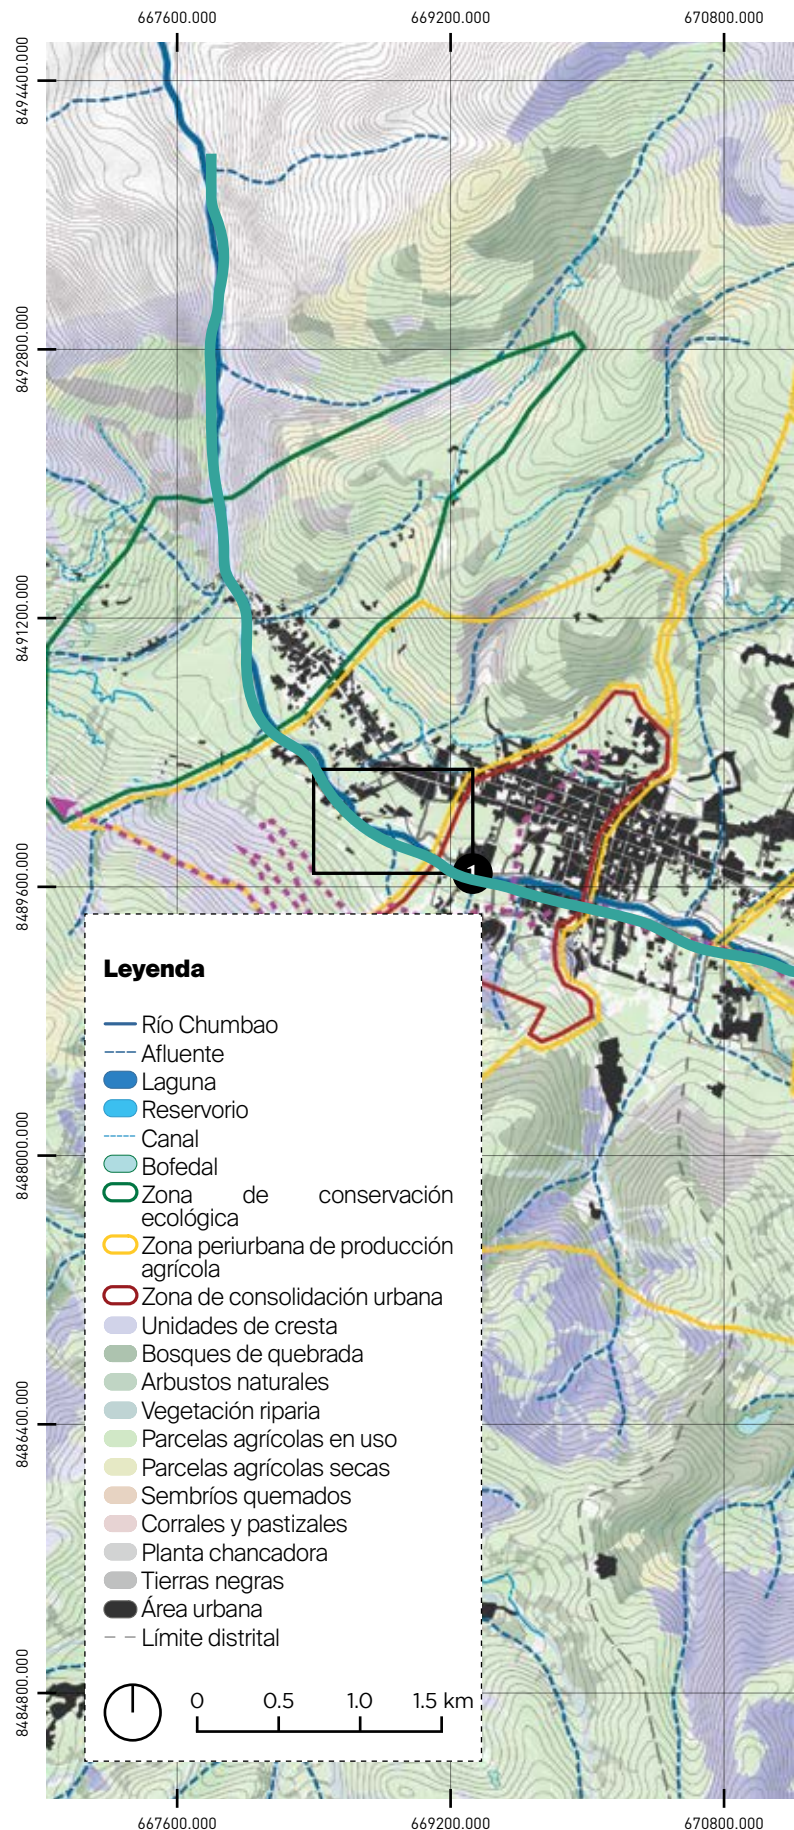 667600.000 669200.000 670800.000
8494400.000
8492800.000
8491200.000
8489600.000
1
8488000.000
8486400.000
8484800.000
Leyenda
Río Chumbao
Afluente
Laguna
Reservorio
Canal
Bofedal
Zona de conservación
ecológica
Zona periurbana de producción
agrícola
Zona de consolidación urbana
Unidades de cresta
Bosques de quebrada
Arbustos naturales
Vegetación riparia
Parcelas agrícolas en uso
Parcelas agrícolas secas
Sembríos quemados
Corrales y pastizales
Planta chancadora
Tierras negras
Área urbana
Límite distrital
0 0.5 1.0 1.5 km
667600.000 669200.000 670800.000